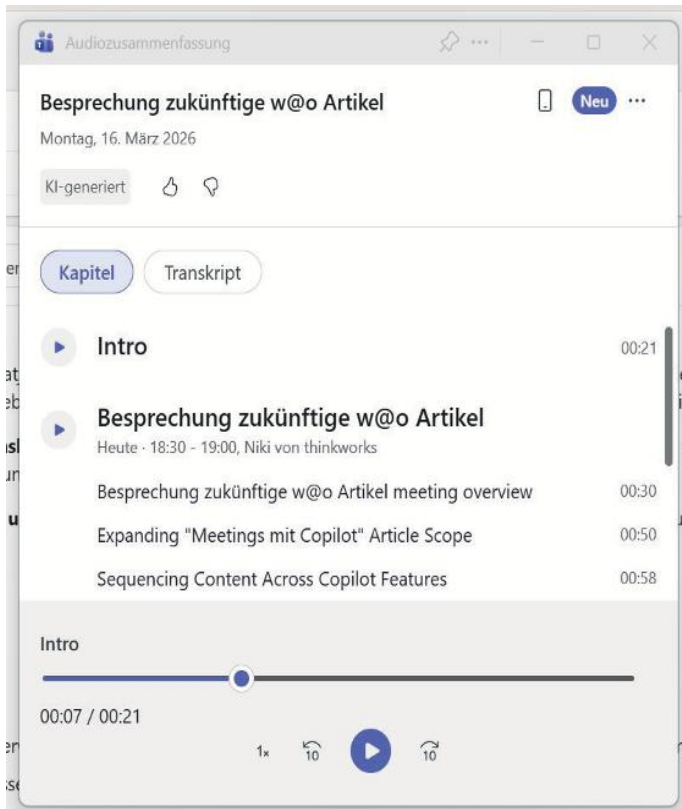 Audiozusammenfassung
Besprechung zukünftige w@o Artikel
Neu
Montag, 16. März 2026
KI-generiert
Kapitel
Transkript
Intro
00:21
Besprechung zukünftige w@o Artikel
Heute · 18:30 - 19:00, Niki von thinkworks
Besprechung zukünftige w@o Artikel meeting overview
00:30
Expanding "Meetings mit Copilot" Article Scope
00:50
Sequencing Content Across Copilot Features
00:58
Intro
00:07 / 00:21
1x
10
10